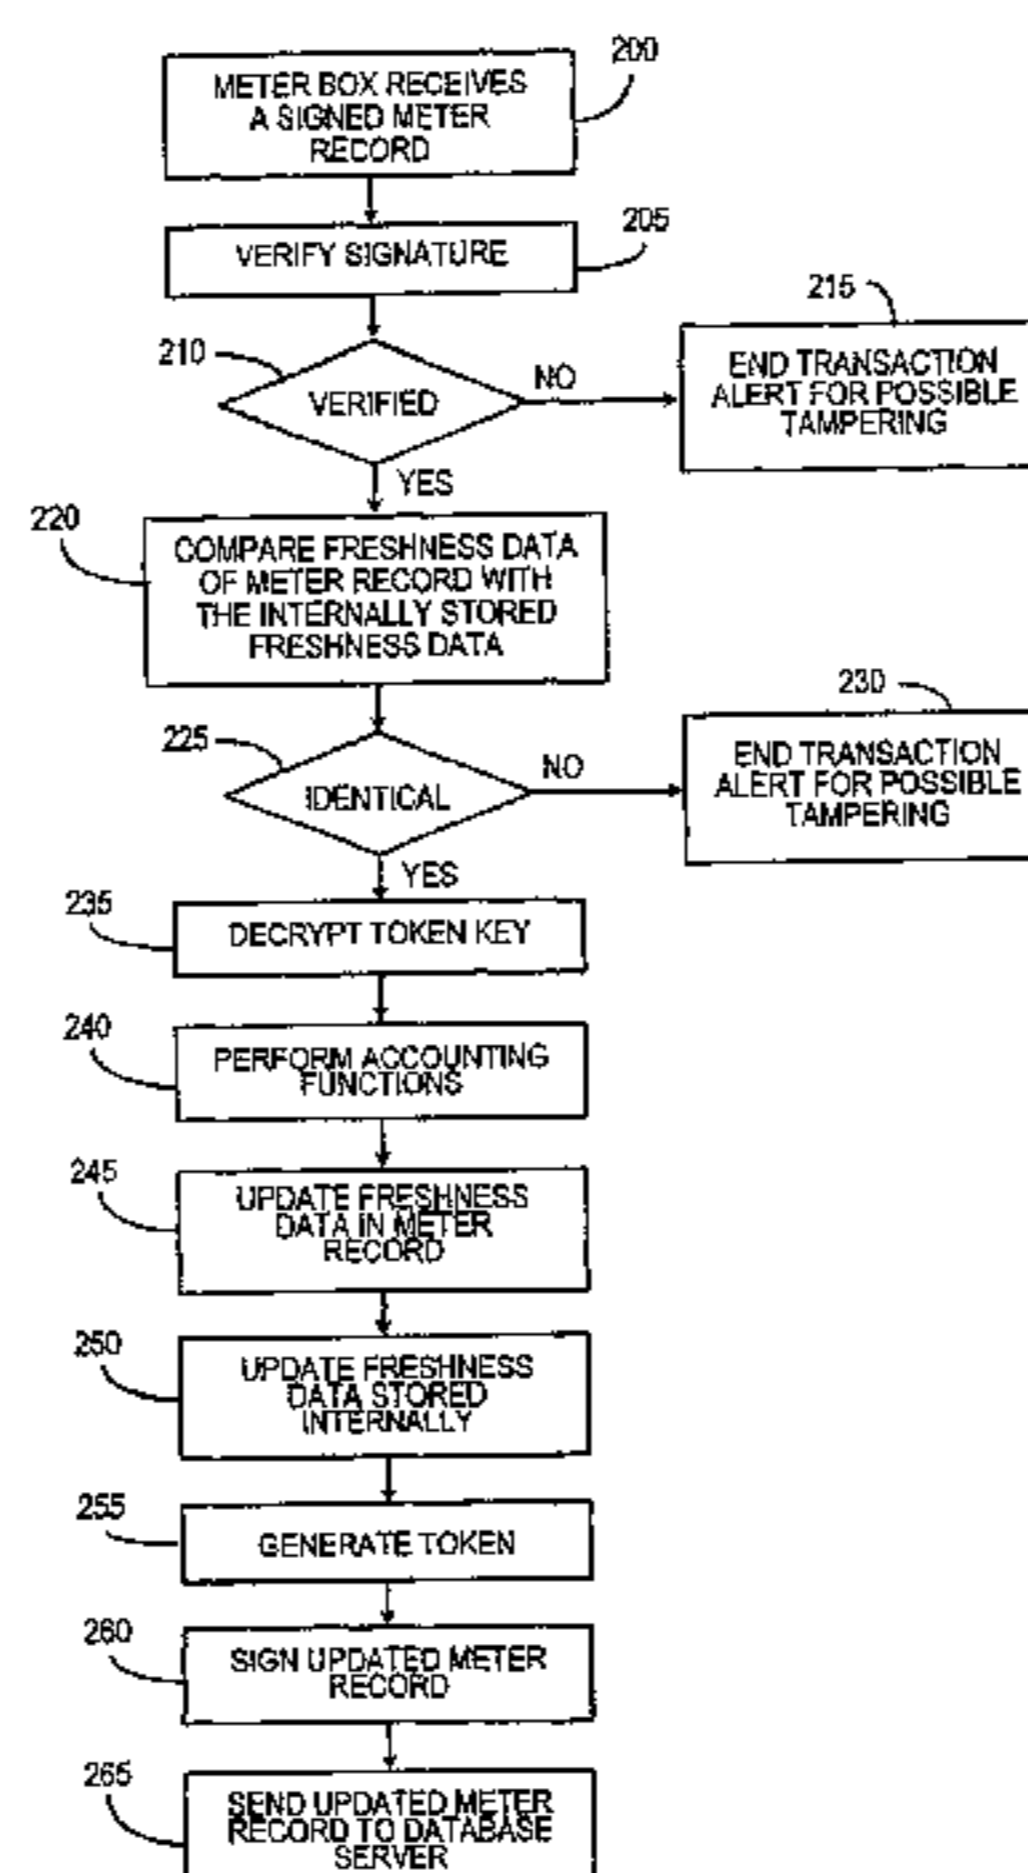 200
METER BOX RECEIVES
A SIGNED METER
RECORD
205
VERIFY SIGNATURE
215
210
VERIFIED
NO
END TRANSACTION
ALERT FOR POSSIBLE
TAMPERING
YES
220
COMPARE FRESHNESS DATA
OF METER RECORD WITH
THE INTERNALLY STORED
FRESHNESS DATA
230
225
IDENTICAL
NO
END TRANSACTION
ALERT FOR POSSIBLE
TAMPERING
YES
235
DECRYPT TOKEN KEY
240
PERFORM ACCOUNTING
FUNCTIONS
245
UPDATE FRESHNESS
DATA IN METER
RECORD
250
UPDATE FRESHNESS
DATA STORED
INTERNALLY
255
GENERATE TOKEN
260
SIGN UPDATED METER
RECORD
265
SEND UPDATED METER
RECORD TO DATABASE
SERVER